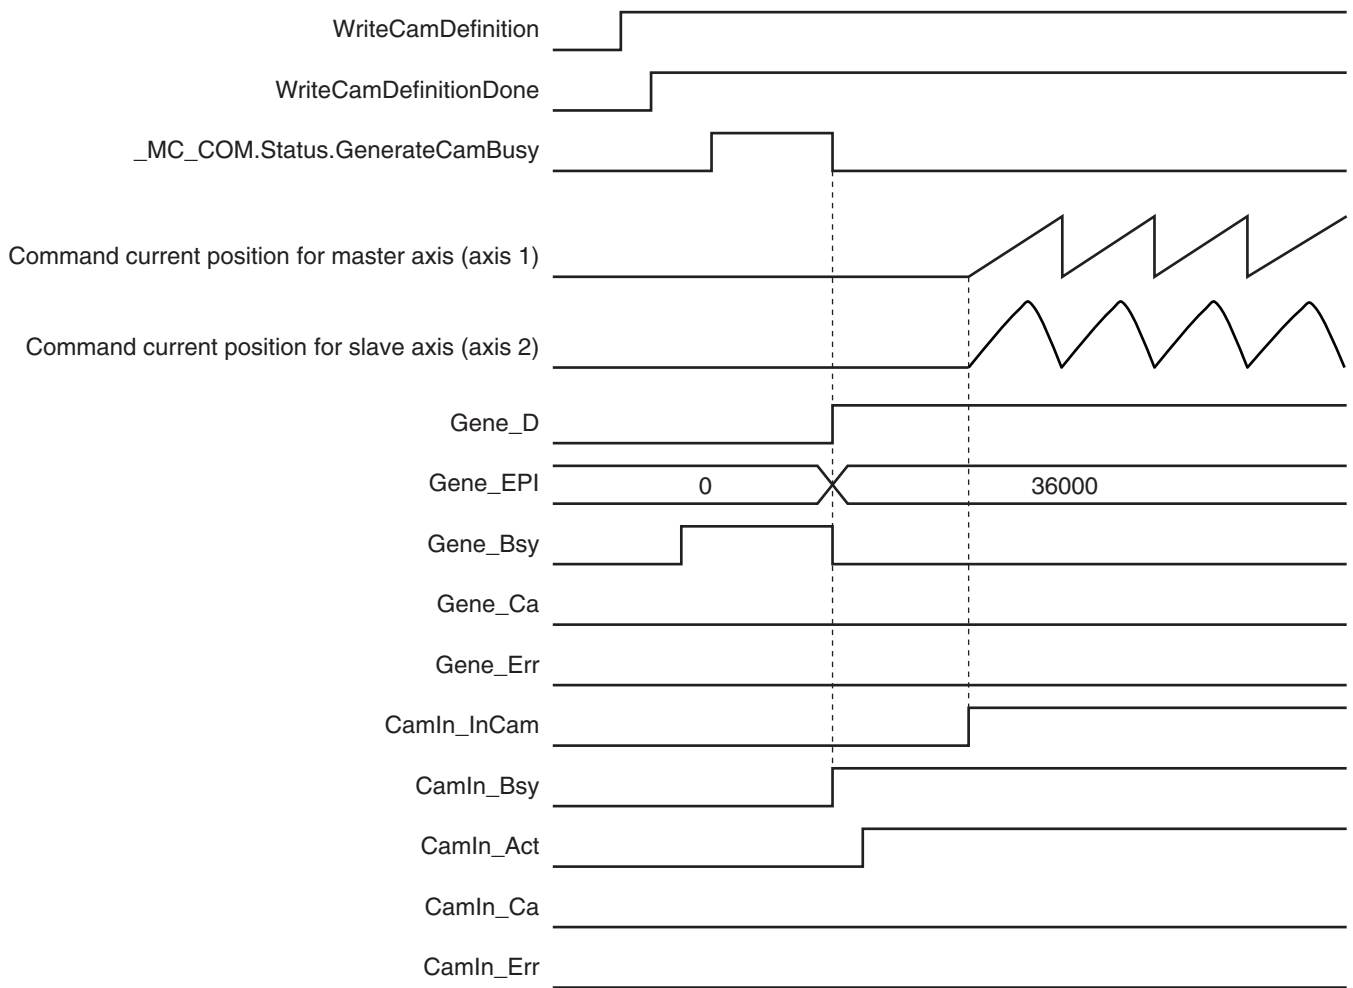 WriteCamDefinition
WriteCamDefinitionDone
_MC_COM.Status.GenerateCamBusy
Command current position for master axis (axis 1)
Command current position for slave axis (axis 2)
Gene_D
Gene_EPI 0 36000
Gene_Bsy
Gene_Ca
Gene_Err
CamIn_InCam
CamIn_Bsy
CamIn_Act
CamIn_Ca
CamIn_Err